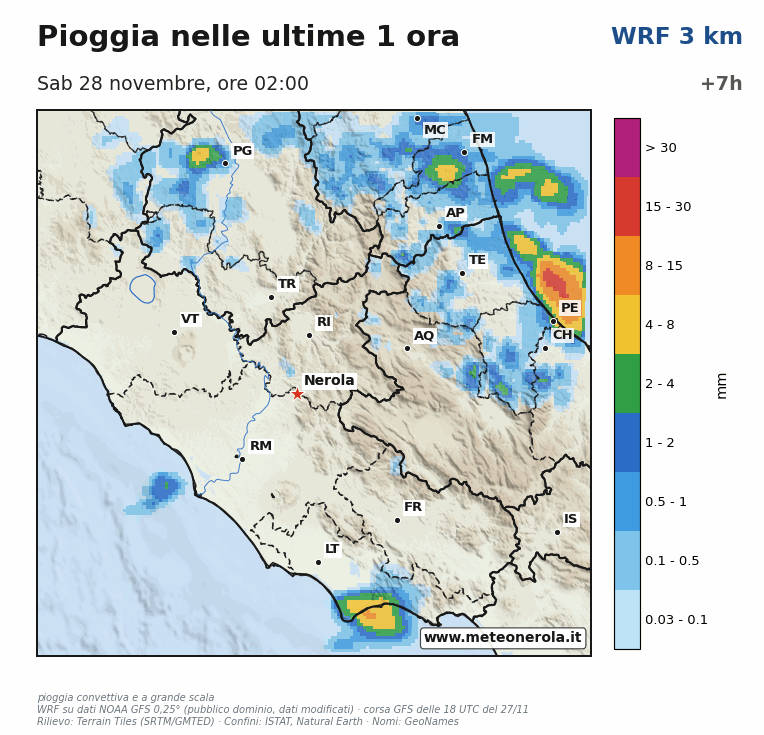 Pioggia nelle ultime 1 ora
WRF 3 km
Sab 28 novembre, ore 02:00
+7h
MC
FM
PG
AP
TE
TR
PE
VT
RI
CH
AQ
Nerola
RM
FR
IS
LT
www.meteonerola.it
> 30
15 - 30
8 - 15
4 - 8
2 - 4
1 - 2
0.5 - 1
0.1 - 0.5
0.03 - 0.1
mm
pioggia convettiva e a grande scala
WRF su dati NOAA GFS 0,25° (pubblico dominio, dati modificati) · corsa GFS delle 18 UTC del 27/11
Rilievo: Terrain Tiles (SRTM/GMTED) · Confini: ISTAT, Natural Earth · Nomi: GeoNames